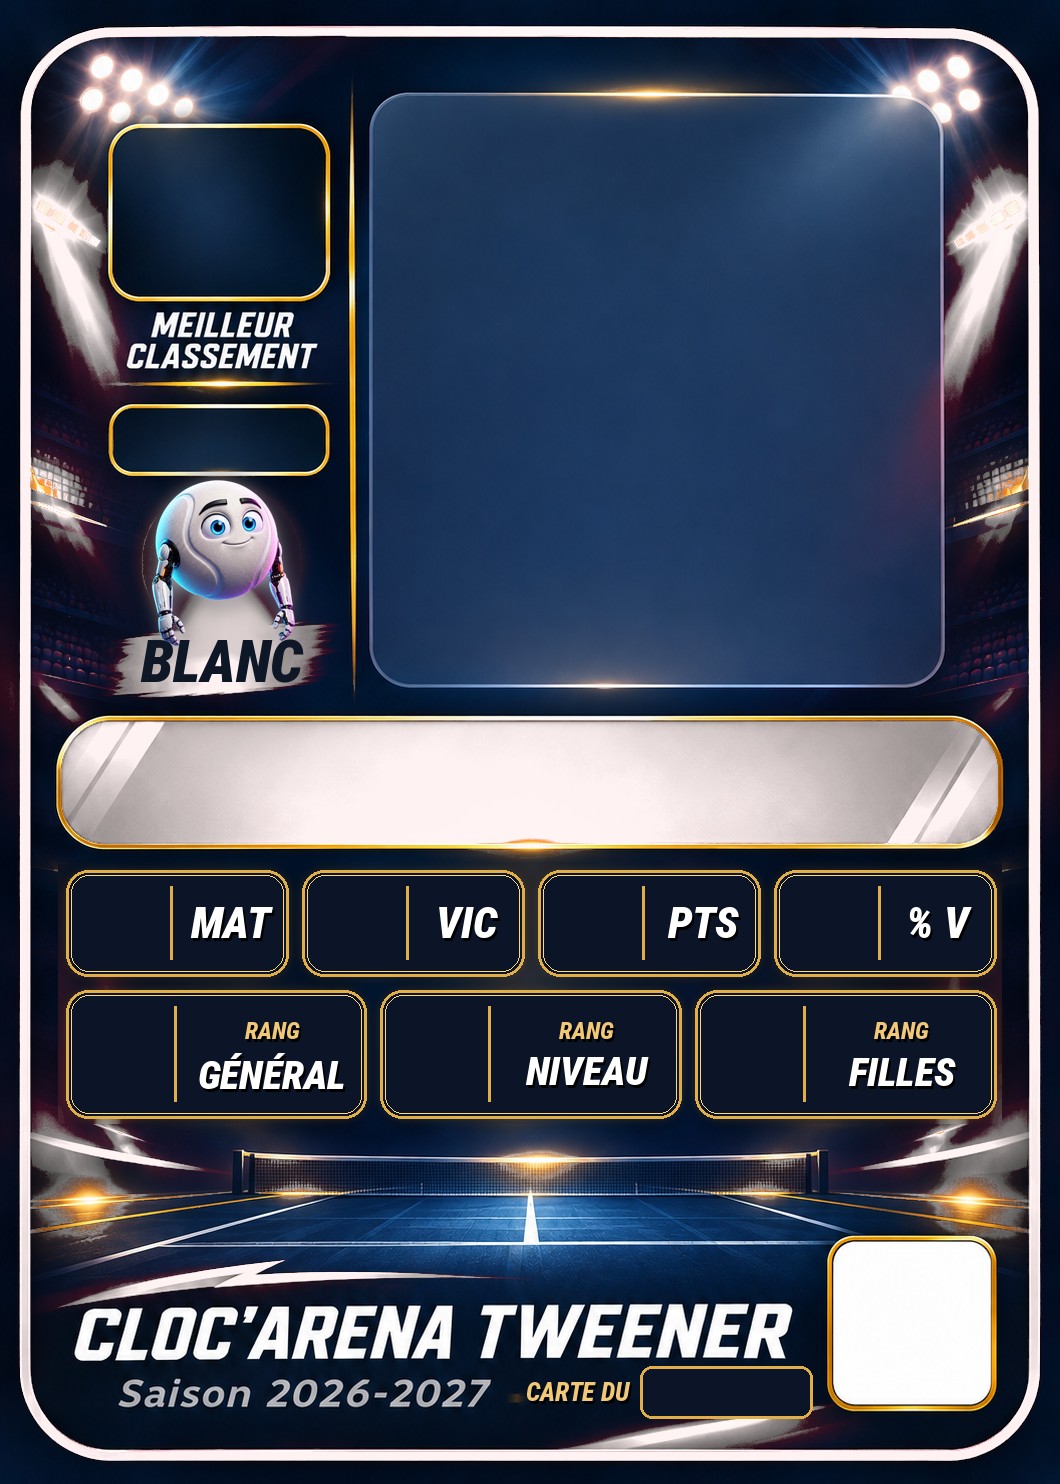 MEILLEUR
CLASSEMENT
BLANC
MAT
VIC
PTS
% V
RANG
GÉNÉRAL
RANG
NIVEAU
RANG
FILLES
CLOC'ARENA TWEENER
Saison 2026-2027
CARTE DU